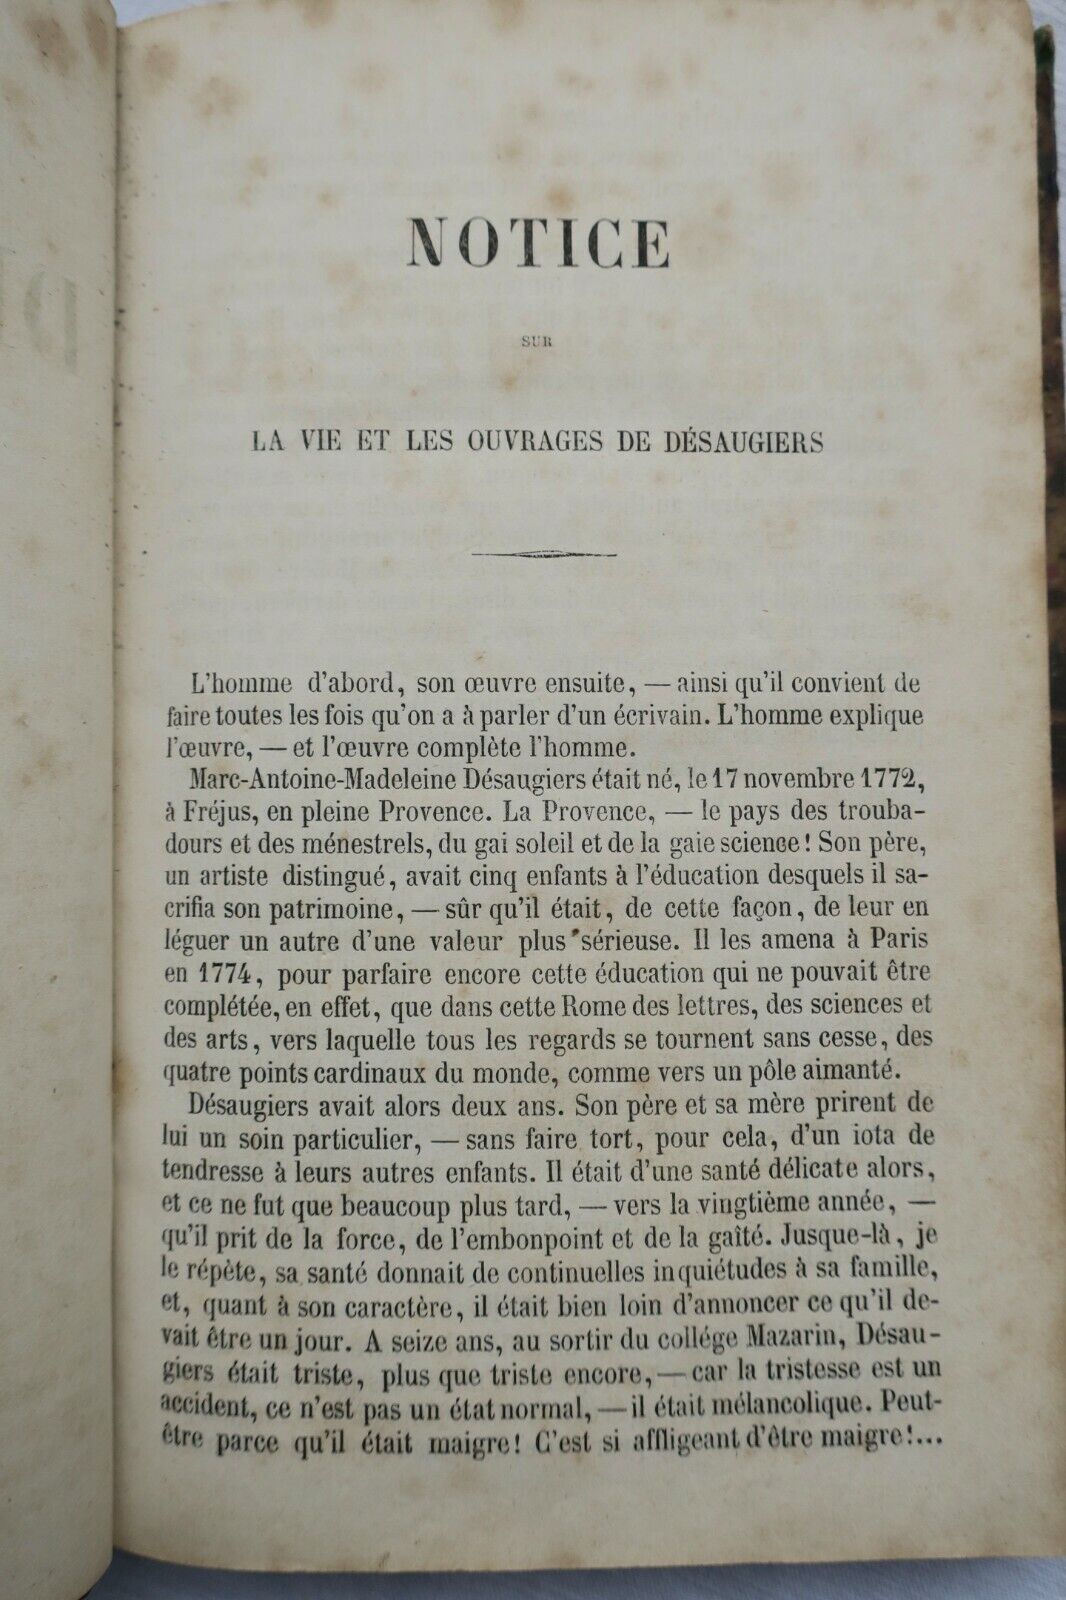 NOTICE
SUR
LA VIE ET LES OUVRAGES DE DÉSAUGIERS
L'homme d'abord, son œuvre ensuite, — ainsi qu'il convient de
faire toutes les fois qu'on a à parler d'un écrivain. L'homme explique
l'œuvre, — et l'œuvre complète l'homme.
Marc-Antoine-Madeleine Désaugiers était né, le 17 novembre 1772,
à Fréjus, en pleine Provence. La Provence, — le pays des trouba-
dours et des ménestrels, du gai soleil et de la gaie science! Son père,
un artiste distingué, avait cinq enfants à l'éducation desquels il sa-
crifia son patrimoine, — sûr qu'il était, de cette façon, de leur en
léguer un autre d'une valeur plus sérieuse. Il les amena à Paris
en 1774, pour parfaire encore cette éducation qui ne pouvait être
complétée, en effet, que dans cette Rome des lettres, des sciences et
des arts, vers laquelle tous les regards se tournent sans cesse, des
quatre points cardinaux du monde, comme vers un pôle aimanté.
Désaugiers avait alors deux ans. Son père et sa mère prirent de
lui un soin particulier, — sans faire tort, pour cela, d'un iota de
tendresse à leurs autres enfants. Il était d'une santé délicate alors,
et ce ne fut que beaucoup plus tard, — vers la vingtième année, —
qu'il prit de la force, de l'embonpoint et de la gaîté. Jusque-là, je
le répète, sa santé donnait de continuelles inquiétudes à sa famille,
et, quant à son caractère, il était bien loin d'annoncer ce qu'il de-
vait être un jour. A seize ans, au sortir du collége Mazarin, Désau-
giers était triste, plus que triste encore, — car la tristesse est un
accident, ce n'est pas un état normal, — il était mélancolique. Peut-
être parce qu'il était maigre! C'est si affligeant d'être maigre!...